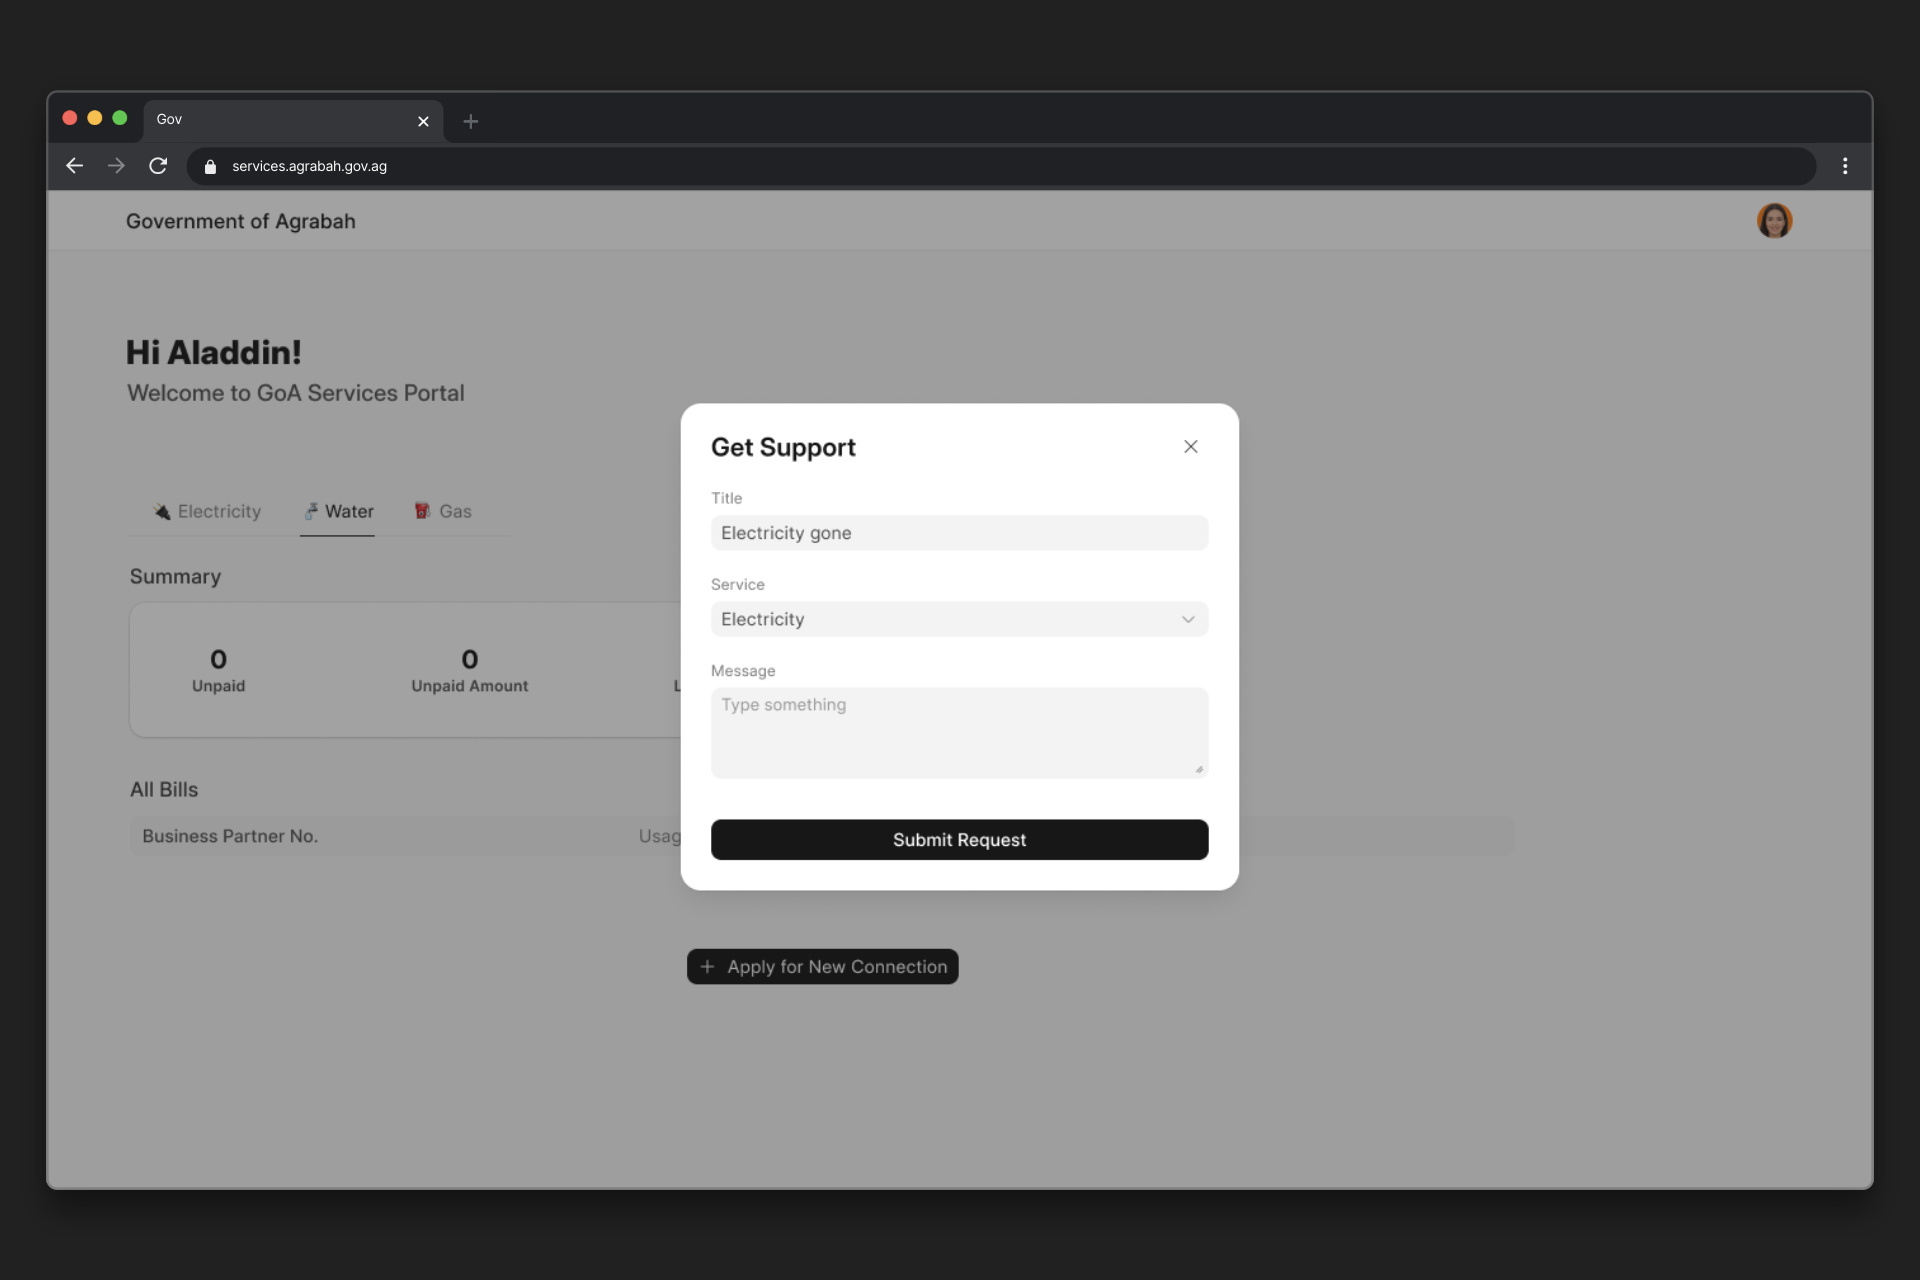 Gov
services.agrabah.gov.ag
Government of Agrabah
Hi Aladdin!
Welcome to GoA Services Portal
Electricity
Water
Gas
Summary
0
Unpaid
0
Unpaid Amount
All Bills
Business Partner No.
Get Support
Title
Electricity gone
Service
Electricity
Message
Type something
Submit Request
Apply for New Connection